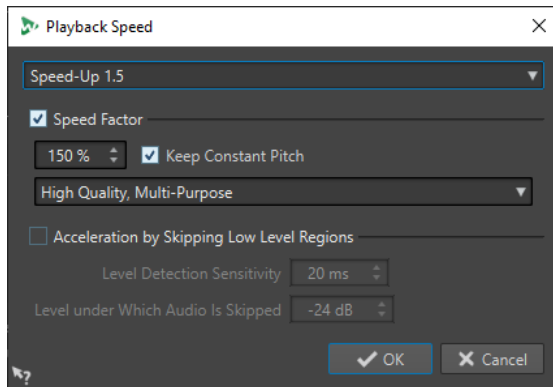 Playback Speed
Speed-Up 1.5
Speed Factor
150 % Keep Constant Pitch
High Quality, Multi-Purpose
Acceleration by Skipping Low Level Regions
Level Detection Sensitivity 20 ms
Level under Which Audio Is Skipped -24 dB
OK Cancel
?